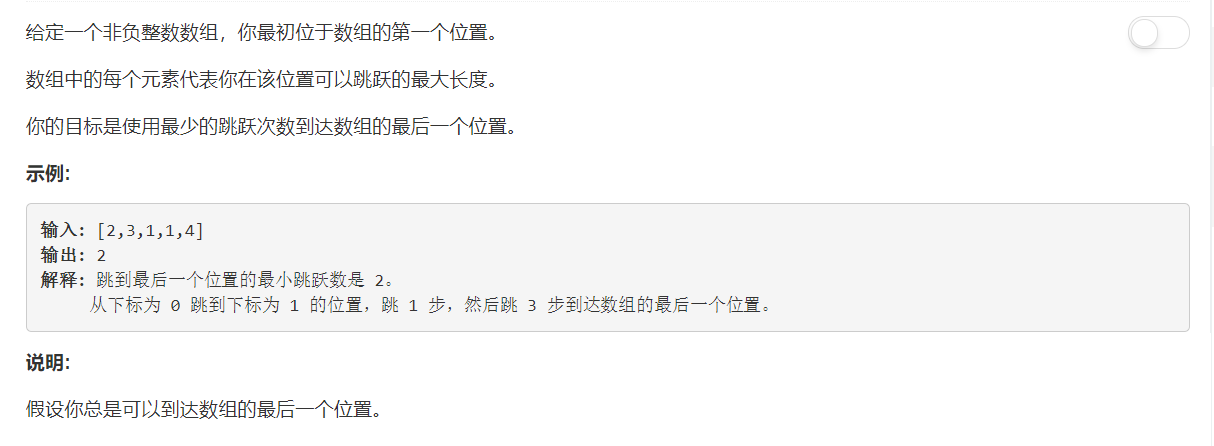 给定一个非负整数数组，你最初位于数组的第一个位置。
数组中的每个元素代表你在该位置可以跳跃的最大长度。
你的目标是使用最少的跳跃次数到达数组的最后一个位置。
示例:
输入: [2,3,1,1,4]
输出: 2
解释: 跳到最后一个位置的最小跳跃数是 2。
从下标为 0 跳到下标为 1 的位置，跳 1 步，然后跳 3 步到达数组的最后一个位置。
说明:
假设你总是可以到达数组的最后一个位置。